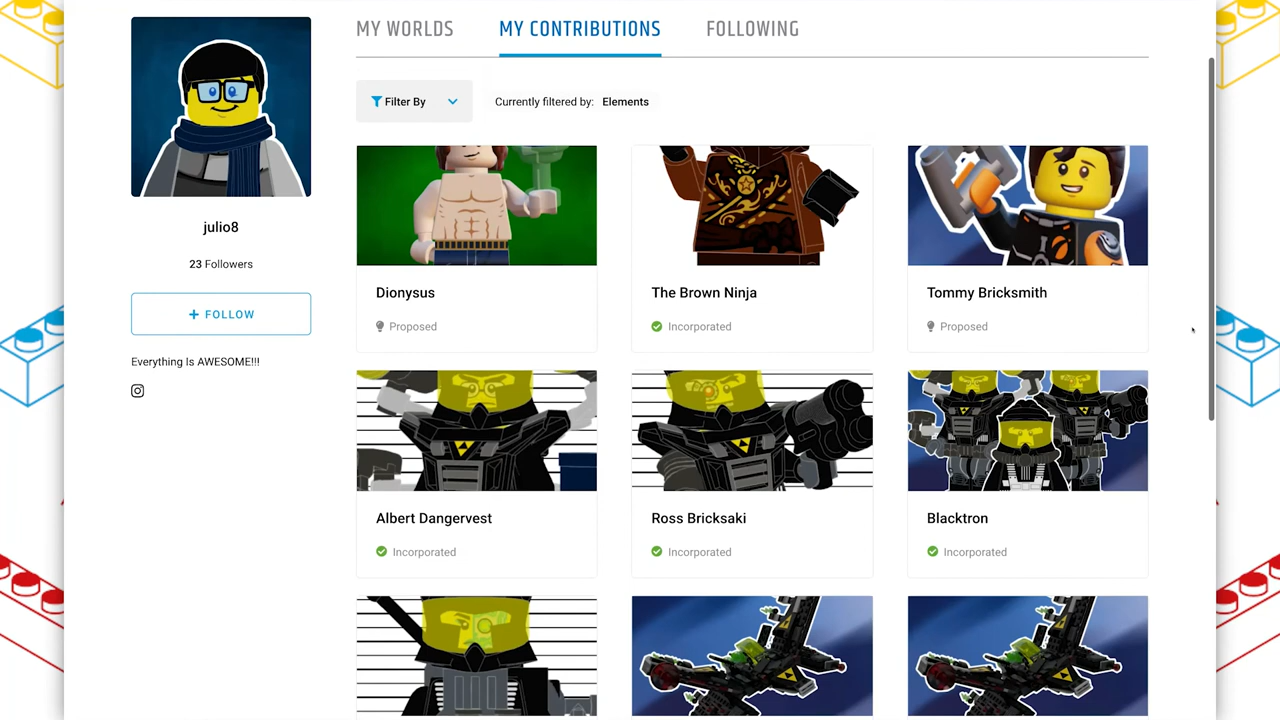 MY WORLDS
MY CONTRIBUTIONS
FOLLOWING
Filter By
Currently filtered by: Elements
julio8
23 Followers
+ FOLLOW
Everything Is AWESOME!!!
Dionysus
Proposed
The Brown Ninja
Incorporated
Tommy Bricksmith
Proposed
Albert Dangervest
Incorporated
Ross Bricksaki
Incorporated
Blacktron
Incorporated